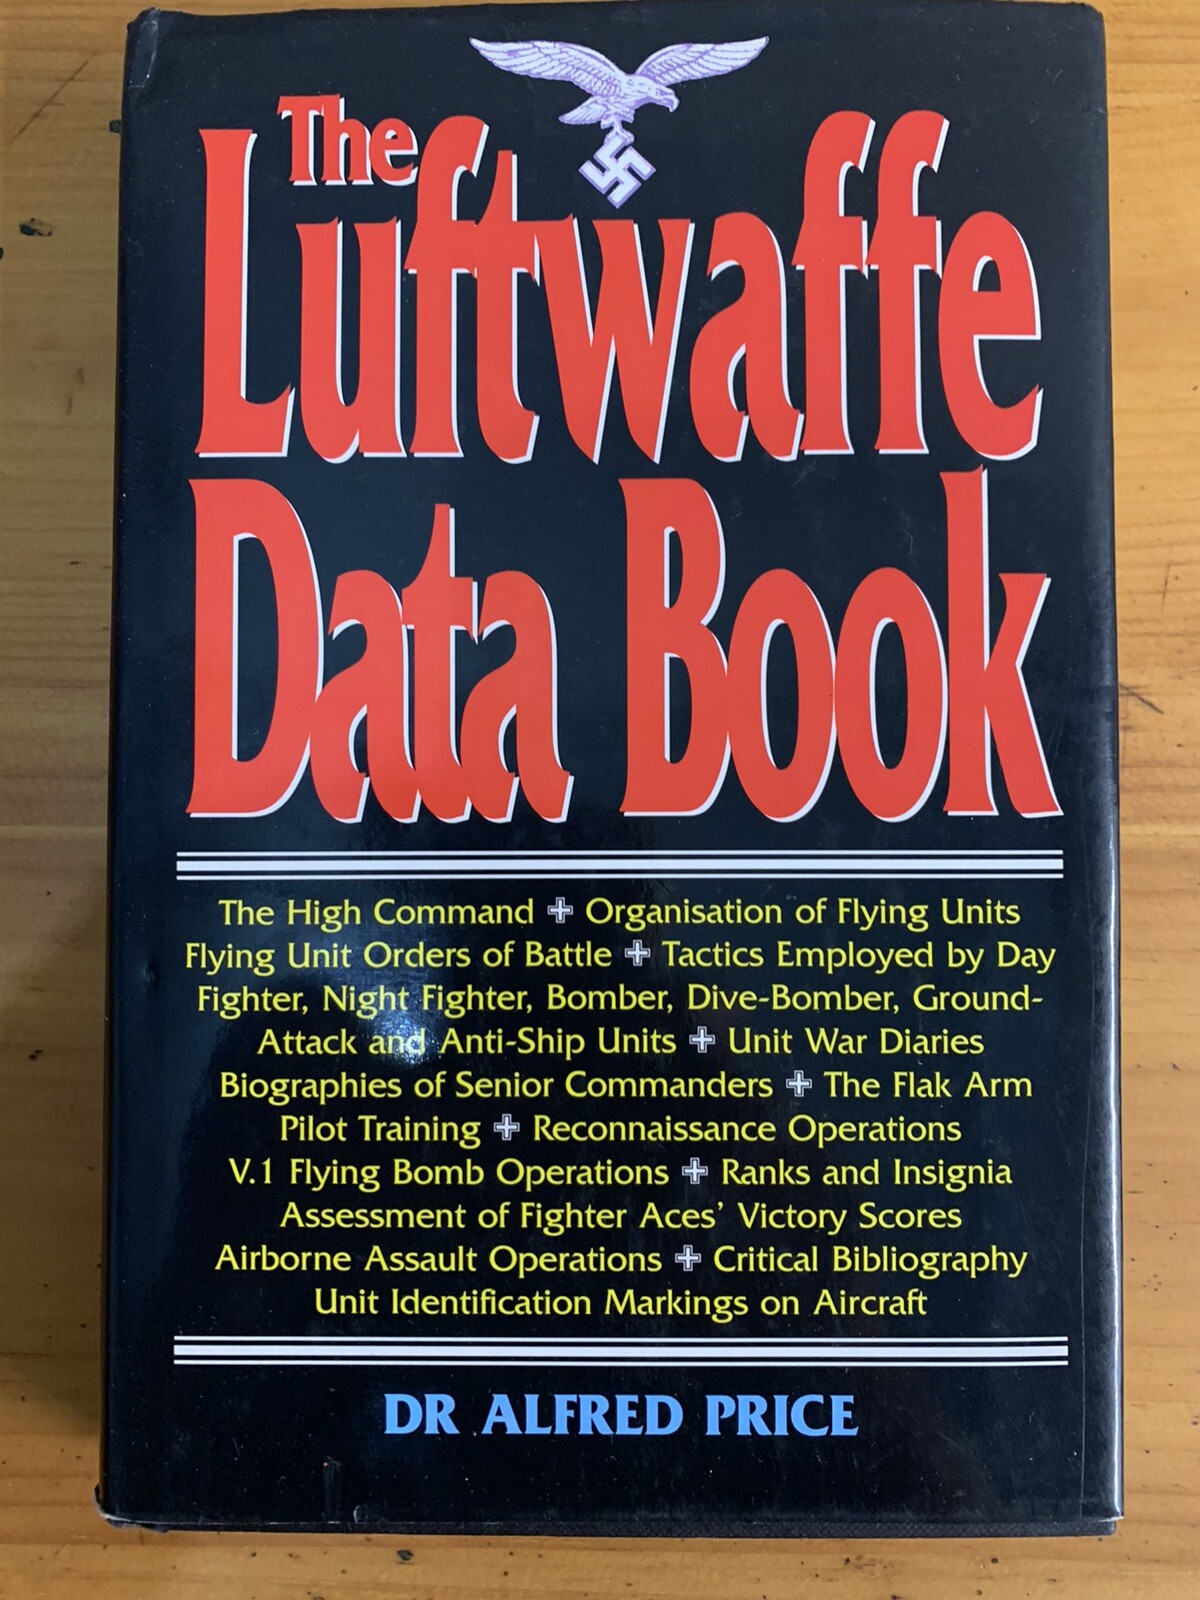 The
Luftwaffe
Data Book
The High Command ✚ Organisation of Flying Units
Flying Unit Orders of Battle ✚ Tactics Employed by Day
Fighter, Night Fighter, Bomber, Dive-Bomber, Ground-
Attack and Anti-Ship Units ✚ Unit War Diaries
Biographies of Senior Commanders ✚ The Flak Arm
Pilot Training ✚ Reconnaissance Operations
V.1 Flying Bomb Operations ✚ Ranks and Insignia
Assessment of Fighter Aces’ Victory Scores
Airborne Assault Operations ✚ Critical Bibliography
Unit Identification Markings on Aircraft
DR ALFRED PRICE